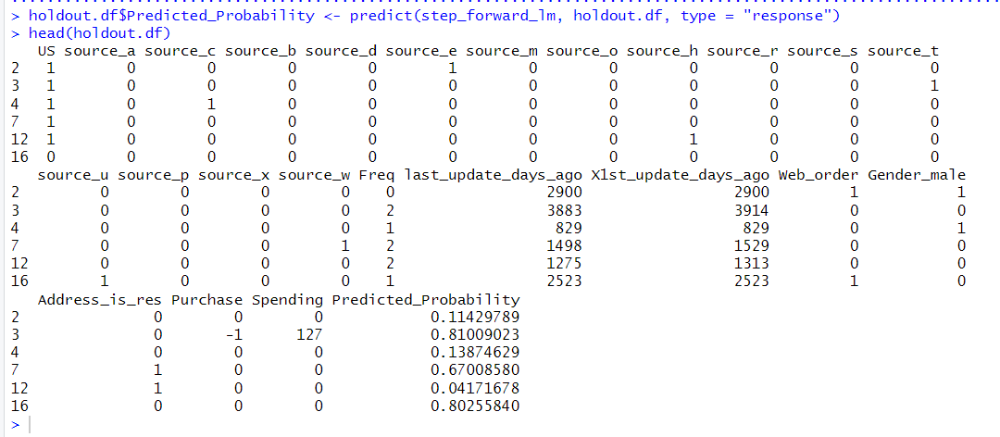 > holdout.df$Predicted_Probability <- predict(step_forward_lm, holdout.df, type = "response")
> head(holdout.df)
US source_a source_c source_b source_d source_e source_m source_o source_h source_r source_s source_t
2 1 0 0 0 0 1 0 0 0 0 0 0
3 1 0 0 0 0 0 0 0 0 0 0 1
4 1 0 1 0 0 0 0 0 0 0 0 0
7 1 0 0 0 0 0 0 0 0 0 0 0
12 1 0 0 0 0 0 0 0 1 0 0 0
16 0 0 0 0 0 0 0 0 0 0 0 0
source_u source_p source_x source_w Freq last_update_days_ago X1st_update_days_ago Web_order Gender_male
2 0 0 0 0 0 2900 2900 1 1
3 0 0 0 0 2 3883 3914 0 0
4 0 0 0 0 1 829 829 0 1
7 0 0 0 1 2 1498 1529 0 0
12 0 0 0 0 2 1275 1313 0 0
16 1 0 0 0 1 2523 2523 1 0
Address_is_res Purchase Spending Predicted_Probability
2 0 0 0 0.11429789
3 0 -1 127 0.81009023
4 0 0 0 0.13874629
7 1 0 0 0.67008580
12 1 0 0 0.04171678
16 0 0 0 0.80255840
>